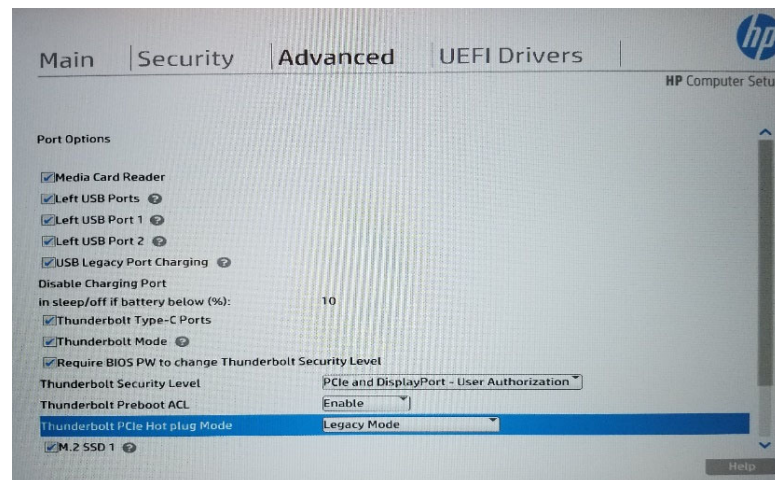 Main Security Advanced UEFI Drivers
hp
HP Computer Setu
Port Options
Media Card Reader
Left USB Ports ?
Left USB Port 1 ?
Left USB Port 2 ?
USB Legacy Port Charging ?
Disable Charging Port
in sleep/off if battery below (%): 10
Thunderbolt Type-C Ports
Thunderbolt Mode ?
Require BIOS PW to change Thunderbolt Security Level
Thunderbolt Security Level PCIe and DisplayPort - User Authorization
Thunderbolt Preboot ACL Enable
Thunderbolt PCIe Hot plug Mode Legacy Mode
M.2 SSD 1 ?
Help